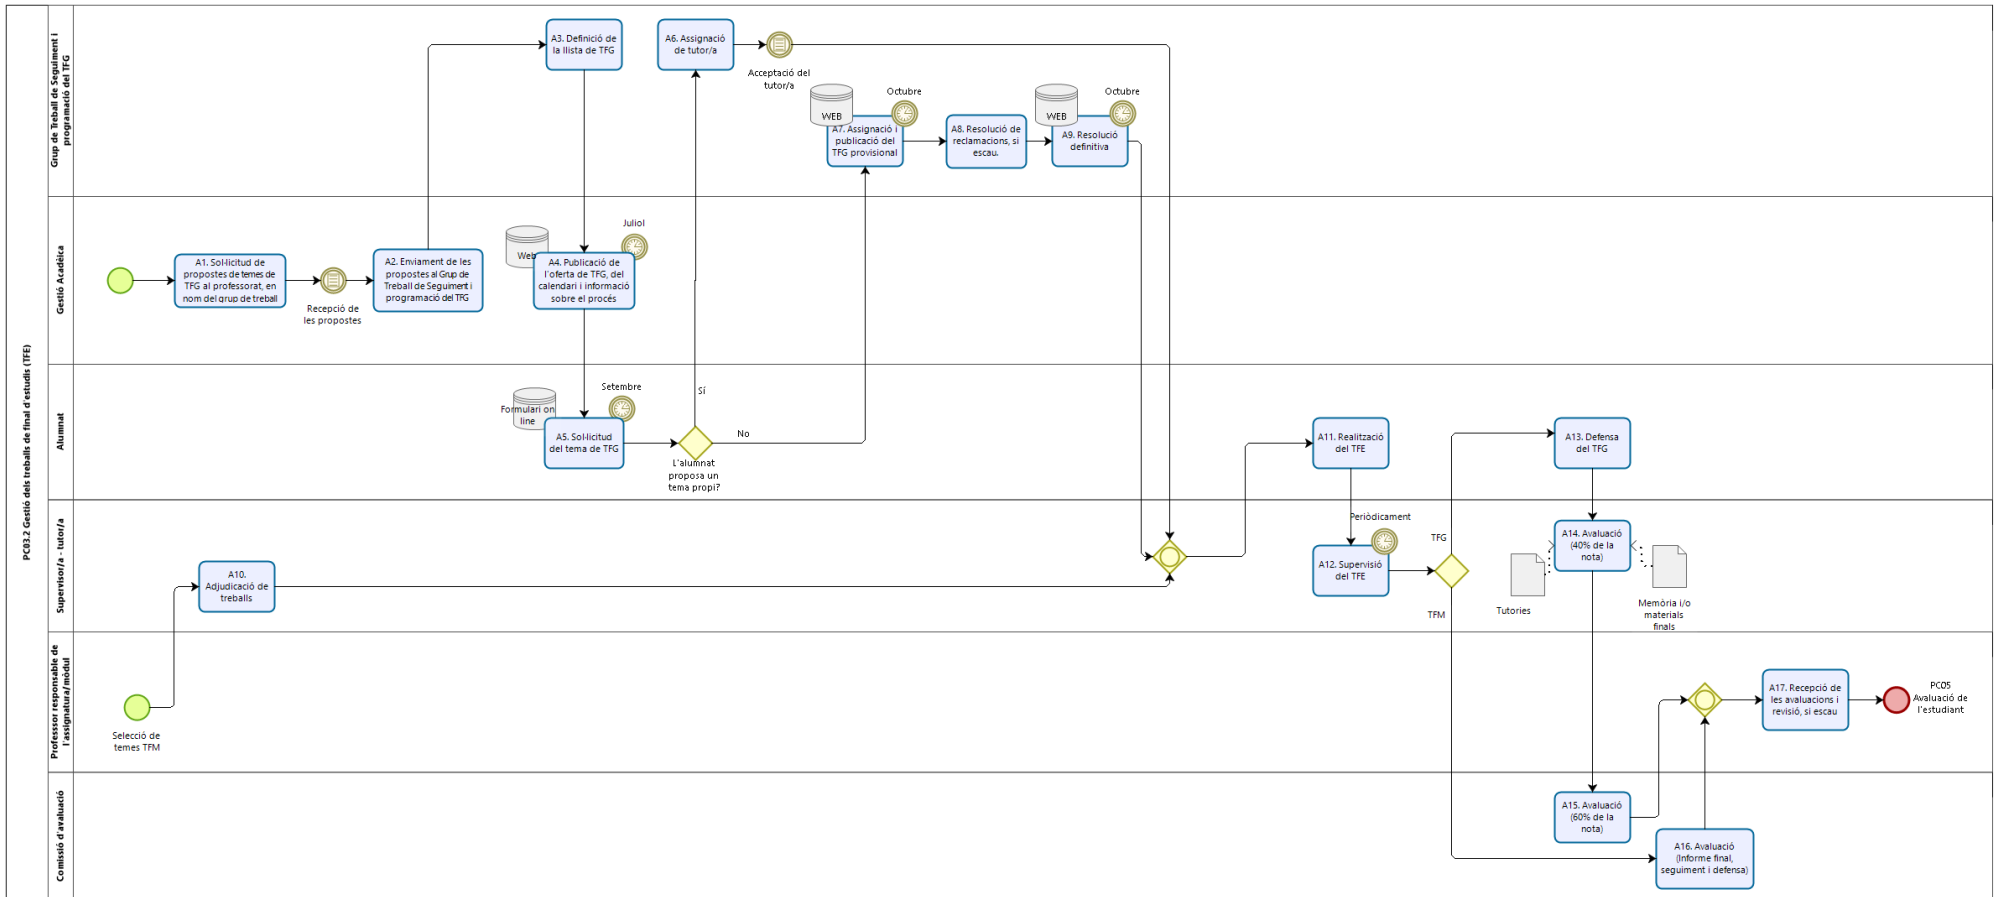 PC03.2 Gestió dels treballs de final d'estudis (TFE)
Grup de Treball de Seguiment i
programació del TFG
A3. Definició de
la llista de TFG
A6. Assignació
de tutor/a
Acceptació del
tutor/a
WEB
Octubre
A7. Assignació i
publicació del
TFG provisional
A8. Resolució de
reclamacions, si
escau.
WEB
Octubre
A9. Resolució
definitiva
Gestió Accadèica
A1. Sol·licitud de
propostes de temes de
TFG al professorat, en
nom del grup de treball
Recepció de
les propostes
A2. Enviament de les
propostes al Grup de
Treball de Seguiment i
programació del TFG
Web
Juliol
A4. Publicació de
l'oferta de TFG, del
calendari i informació
sobre el procés
Alumnat
Formulari on
line
Setembre
A5. Sol·licitud
del tema de TFG
Sí
No
L'alumnat
proposa un
tema propi?
A11. Realització
del TFE
A13. Defensa
del TFG
Supervisor/a - tutor/a
A10.
Adjudicació de
treballs
Periòdicament
A12. Supervisió
del TFE
TFG
TFM
A14. Avaluació
(40% de la
nota)
Tutories
Memòria i/o
materials
finals
Professor responsable de
l'assignatura/mòdul
Selecció de
temes TFM
A17. Recepció de
les avaluacions i
revisió, si escau
PC05
Avaluació de
l'estudiant
Comissió d'avaluació
A15. Avaluació
(60% de la
nota)
A16. Avaluació
(Informe final,
seguiment i defensa)